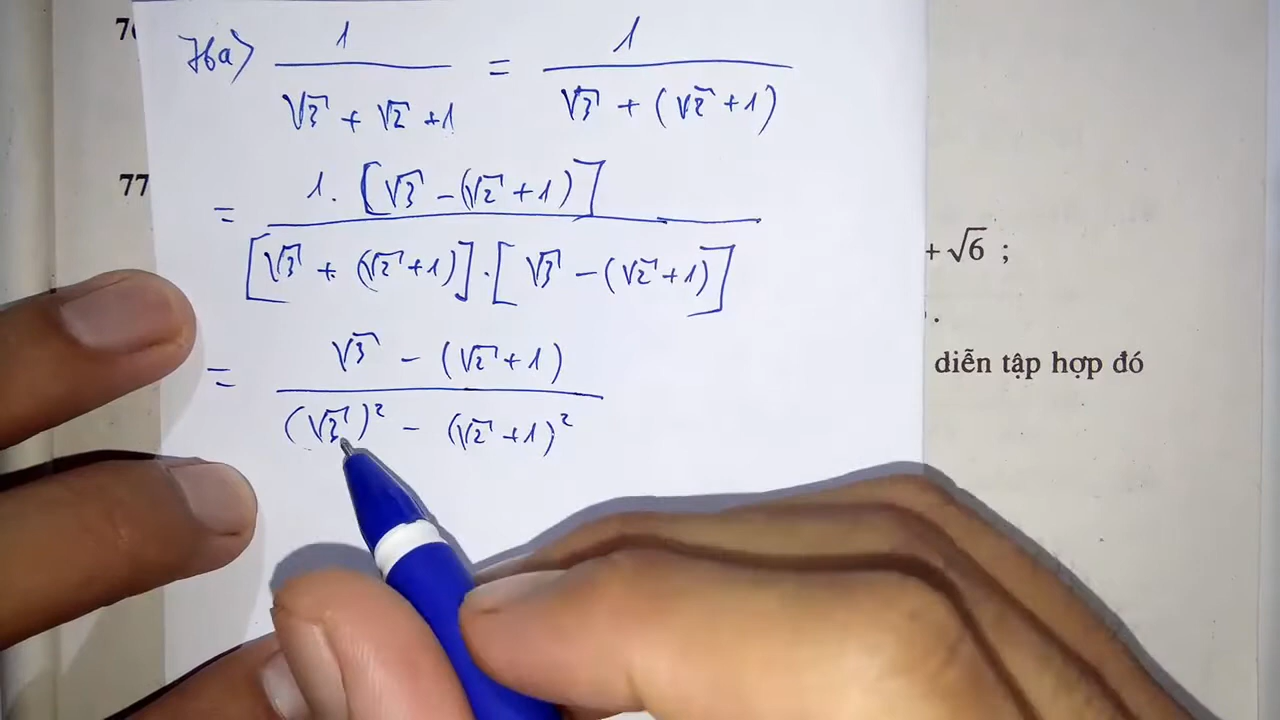 76a) 1/(√3 + √2 + 1) = 1/(√3 + (√2 + 1))
= 1.[√3 − (√2 + 1)]/([√3 + (√2 + 1)].[√3 − (√2 + 1)])
= (√3 − (√2 + 1))/((√3)² − (√2 + 1)²)
77
+ √6 ;
.
diễn tập hợp đó